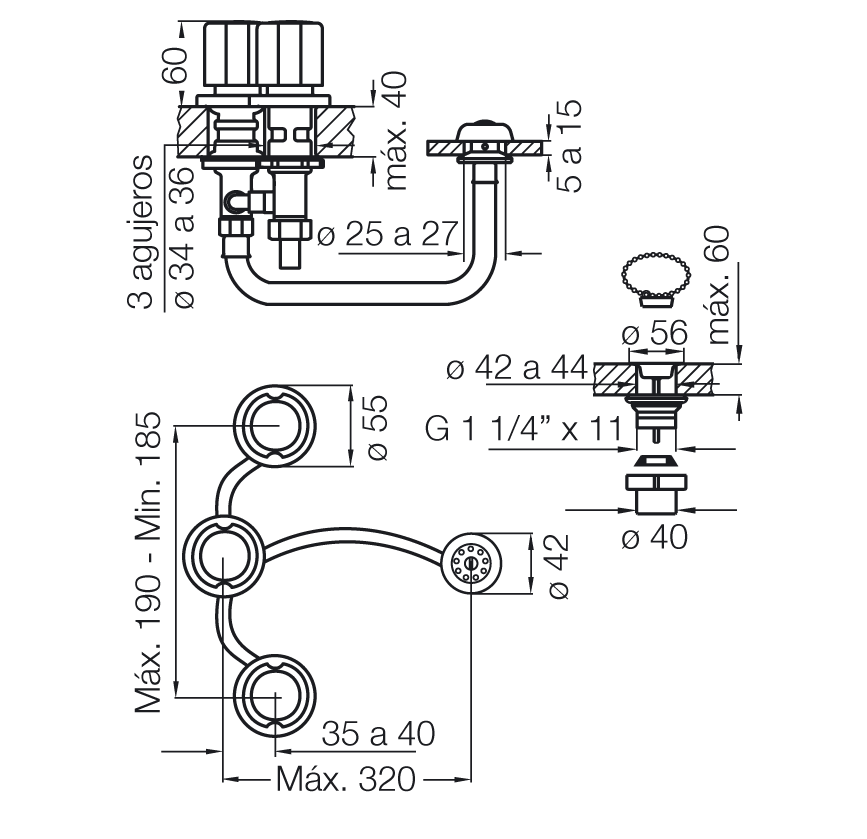 60
máx. 40
5 a 15
3 agujeros
ø 34 a 36
ø 25 a 27
máx. 60
ø 56
ø 42 a 44
G 1 1/4” x 11
ø 40
ø 55
Máx. 190 - Min. 185
ø 42
35 a 40
Máx. 320